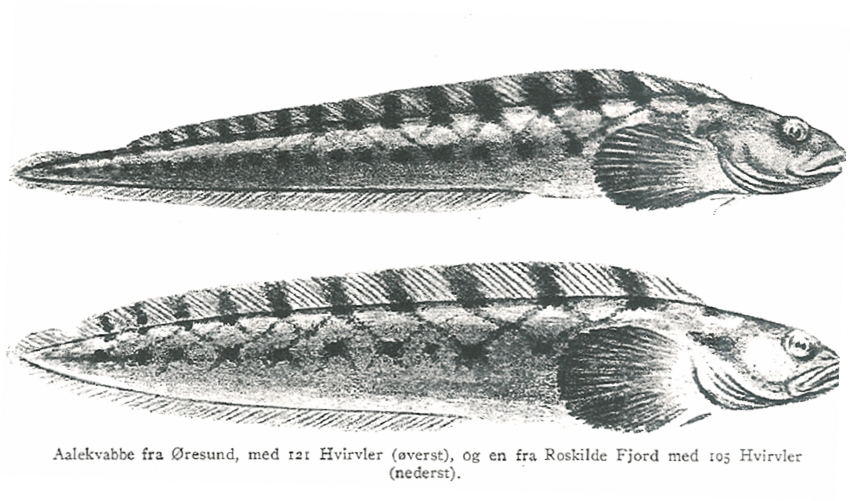 Aalekvabbe fra Øresund, med 121 Hvirvler (øverst), og en fra Roskilde Fjord med 105 Hvirvler
(nederst).